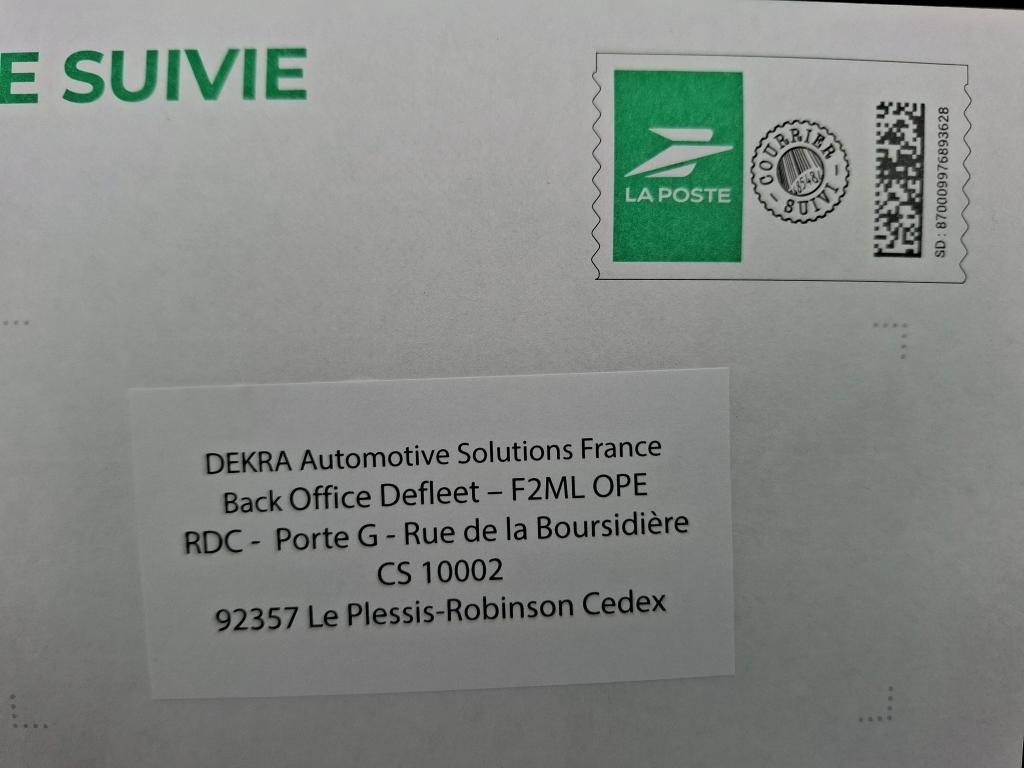 E SUIVIE
LA POSTE
COURRIER
SUIVI
SD : 870009976893628
DEKRA Automotive Solutions France
Back Office Defleet – F2ML OPE
RDC - Porte G - Rue de la Boursidière
CS 10002
92357 Le Plessis-Robinson Cedex